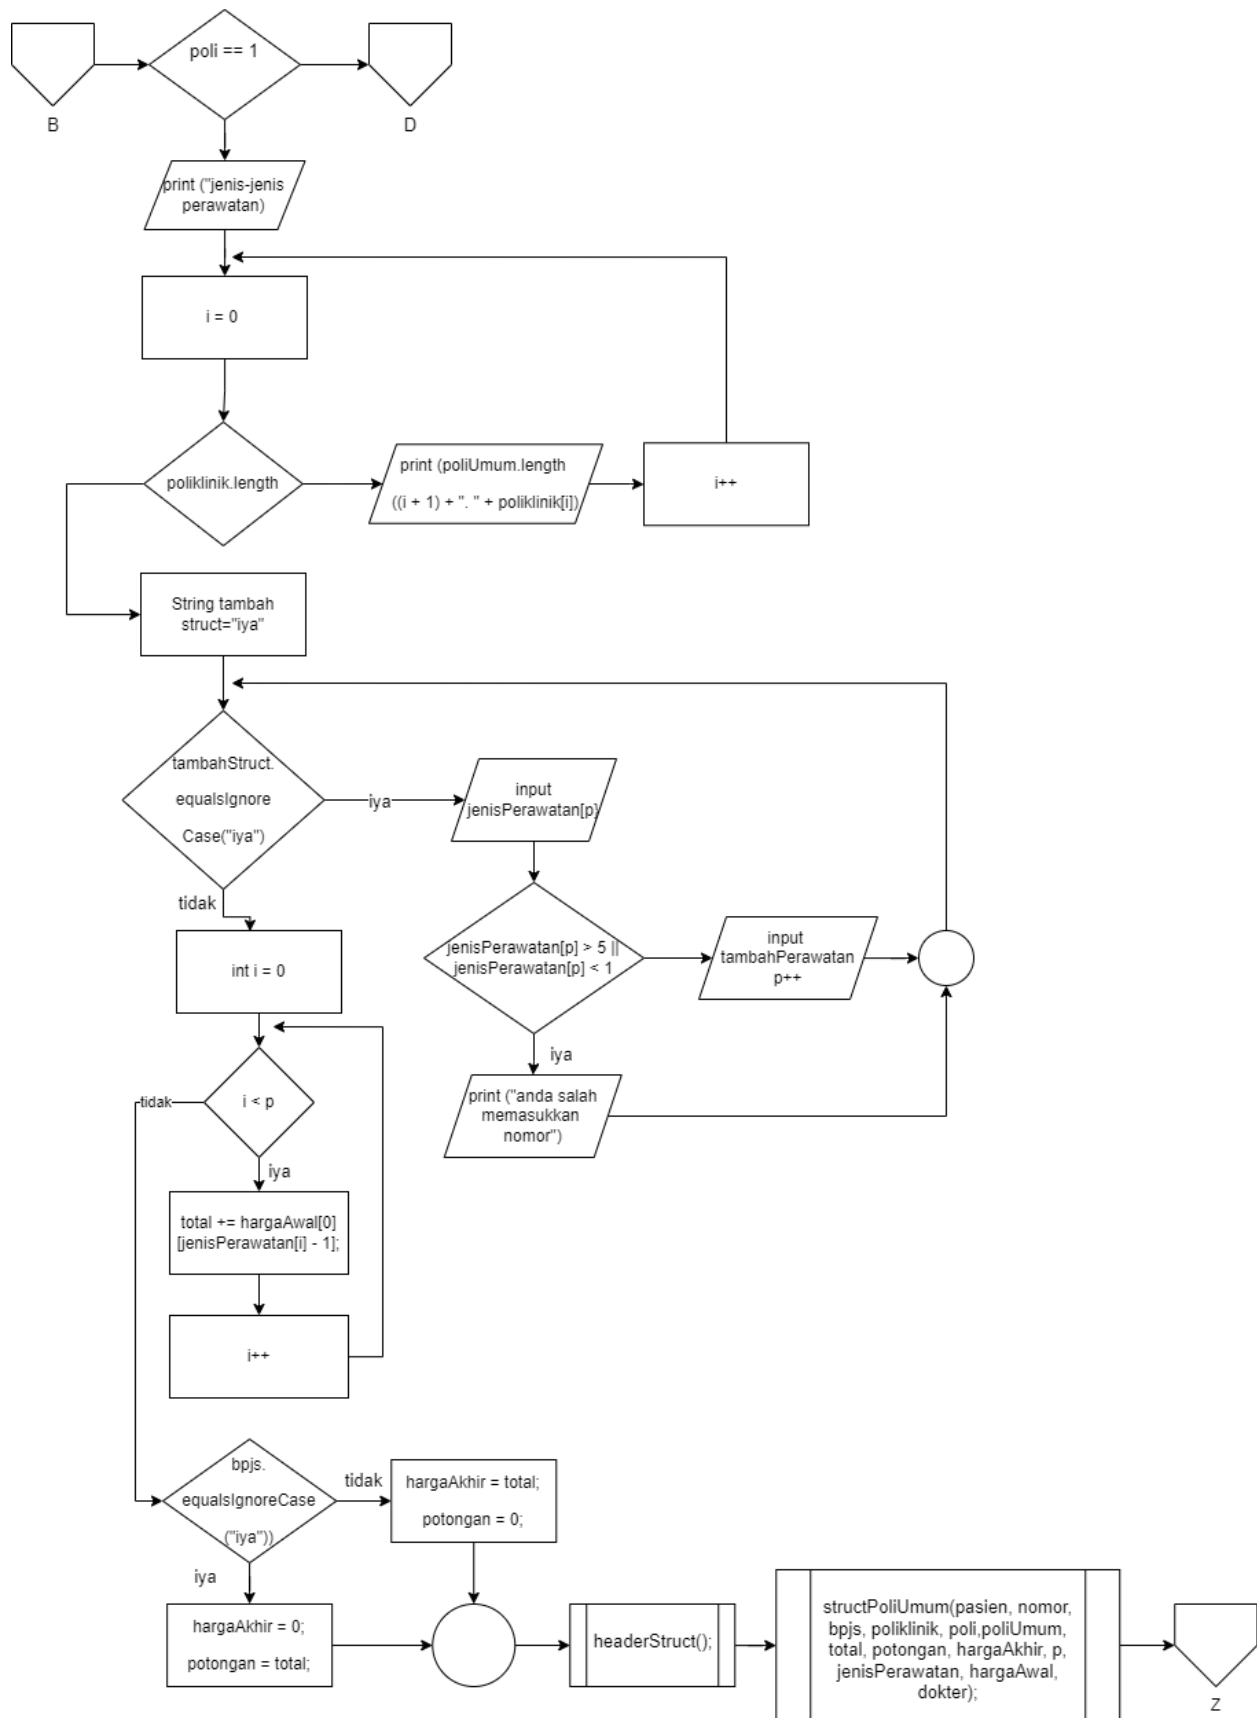 poli == 1
B
D
print ("jenis-jenis
perawatan)
i = 0
poliklinik.length
print (poliUmum.length
((i + 1) + ". " + poliklinik[i])
i++
String tambah
struct="iya"
tambahStruct.
equalsIgnore
Case("iya")
iya
input
jenisPerawatan[p}
tidak
int i = 0
jenisPerawatan[p] > 5 ||
jenisPerawatan[p] < 1
input
tambahPerawatan
p++
iya
print ("anda salah
memasukkan
nomor")
i < p
tidak
iya
total += hargaAwal[0]
[jenisPerawatan[i] - 1];
i++
bpjs.
equalsIgnoreCase
("iya"))
tidak
hargaAkhir = total;
potongan = 0;
iya
hargaAkhir = 0;
potongan = total;
headerStruct();
structPoliUmum(pasien, nomor,
bpjs, poliklinik, poli,poliUmum,
total, potongan, hargaAkhir, p,
jenisPerawatan, hargaAwal,
dokter);
Z